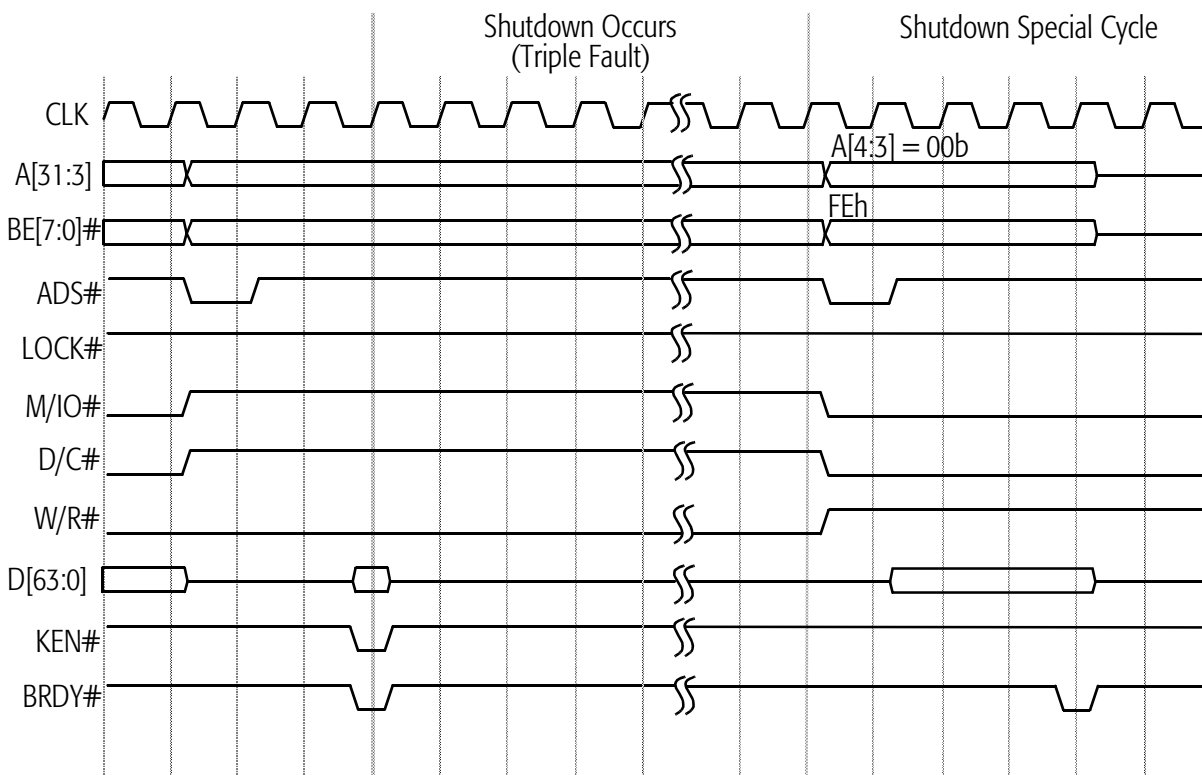 Shutdown Occurs
(Triple Fault)
Shutdown Special Cycle
CLK
A[4:3] = 00b
A[31:3]
FEh
BE[7:0]#
ADS#
LOCK#
M/IO#
D/C#
W/R#
D[63:0]
KEN#
BRDY#